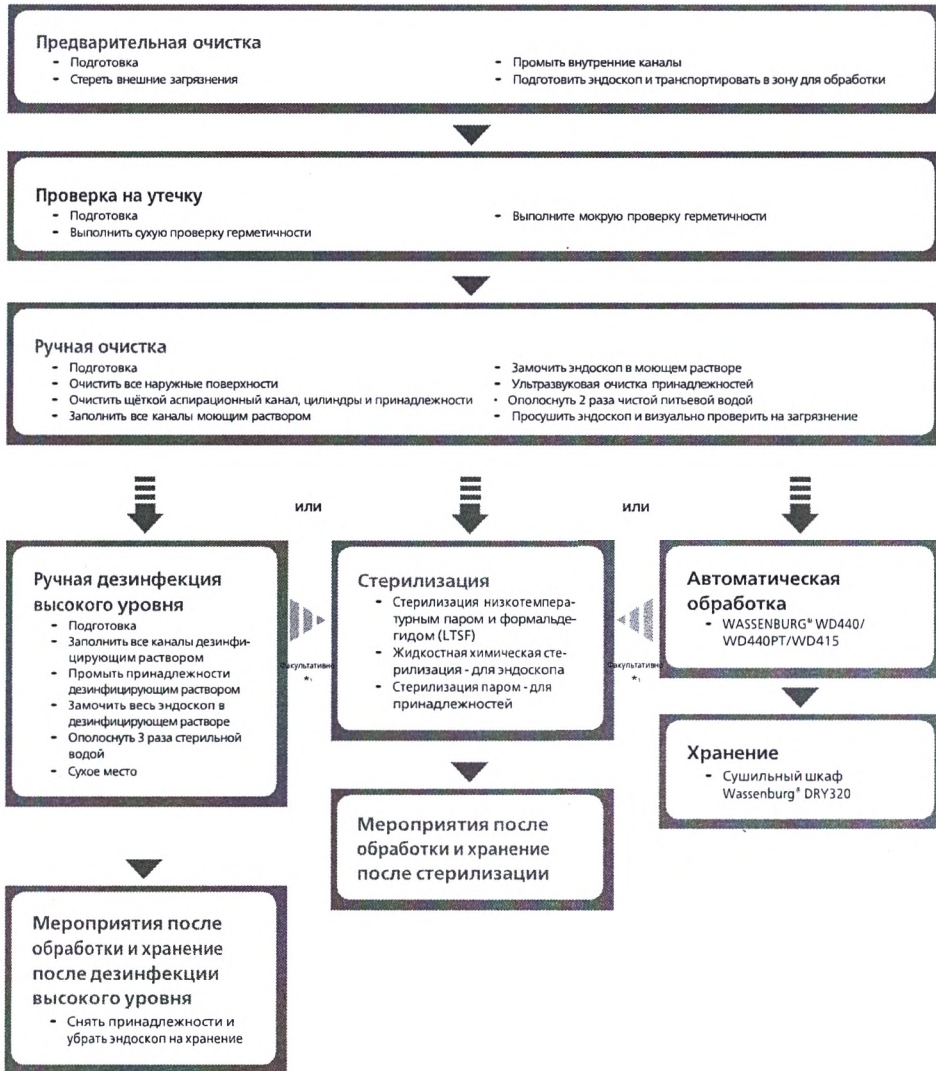 Предварительная очистка
- Подготовка
- Стереть внешние загрязнения
- Промыть внутренние каналы
- Подготовить эндоскоп и транспортировать в зону для обработки
Проверка на утечку
- Подготовка
- Выполнить сухую проверку герметичности
- Выполните мокрую проверку герметичности
Ручная очистка
- Подготовка
- Очистить все наружные поверхности
- Очистить щёткой аспирационный канал, цилиндры и принадлежности
- Заполнить все каналы моющим раствором
- Замочить эндоскоп в моющем растворе
- Ультразвуковая очистка принадлежностей
- Ополоснуть 2 раза чистой питьевой водой
- Просушить эндоскоп и визуально проверить на загрязнение
или
или
Ручная дезинфекция
высокого уровня
- Подготовка
- Заполнить все каналы дезинфи-
цирующим раствором
- Промыть принадлежности
дезинфицирующим раствором
- Замочить весь эндоскоп в
дезинфицирующем растворе
- Ополоснуть 3 раза стерильной
водой
- Сухое место
Факультативно
*1
Стерилизация
- Стерилизация низкотемпера-
турным паром и формальде-
гидом (LTSF)
- Жидкостная химическая сте-
рилизация - для эндоскопа
- Стерилизация паром - для
принадлежностей
Факультативно
*1
Автоматическая
обработка
- WASSENBURG® WD440/
WD440PT/WD415
Хранение
- Сушильный шкаф
Wassenburg® DRY320
Мероприятия после
обработки и хранение
после стерилизации
Мероприятия после
обработки и хранение
после дезинфекции
высокого уровня
- Снять принадлежности и
убрать эндоскоп на хранение